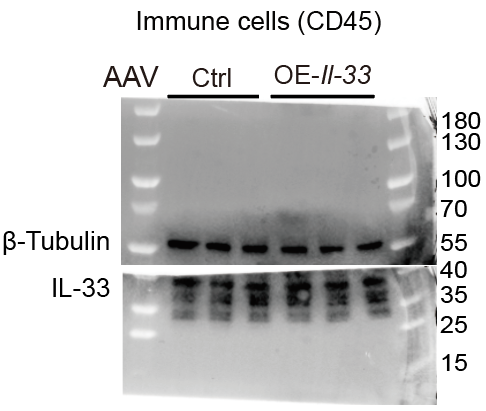 Immune cells (CD45)
AAV Ctrl OE-Il-33
180
130
100
70
β-Tubulin 55
40
IL-33 35
25
15